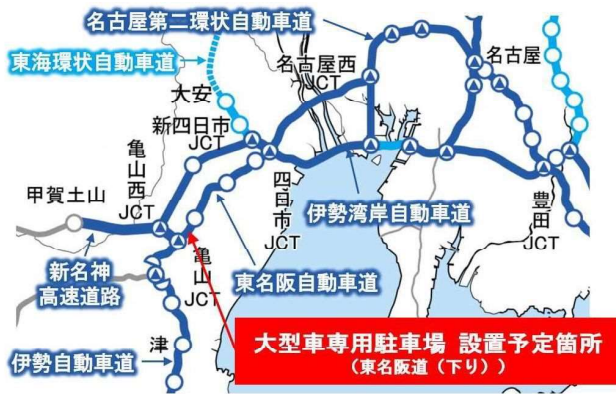 名古屋第二環状自動車道
東海環状自動車道
名古屋西
JCT
名古屋
大安
新四日市
JCT
亀山西
JCT
甲賀土山
四日市
JCT
伊勢湾岸自動車道
豊田
JCT
新名神
高速道路
亀山
JCT
東名阪自動車道
伊勢自動車道
津
大型車専用駐車場 設置予定箇所
(東名阪道(下り))